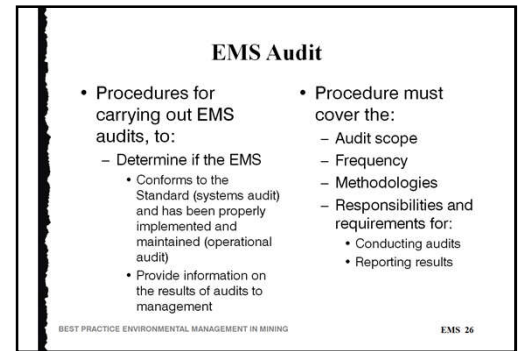 EMS Audit
• Procedures for
carrying out EMS
audits, to:
– Determine if the EMS
• Conforms to the
Standard (systems audit)
and has been properly
implemented and
maintained (operational
audit)
• Provide information on
the results of audits to
management
• Procedure must
cover the:
– Audit scope
– Frequency
– Methodologies
– Responsibilities and
requirements for:
• Conducting audits
• Reporting results
BEST PRACTICE ENVIRONMENTAL MANAGEMENT IN MINING
EMS 26